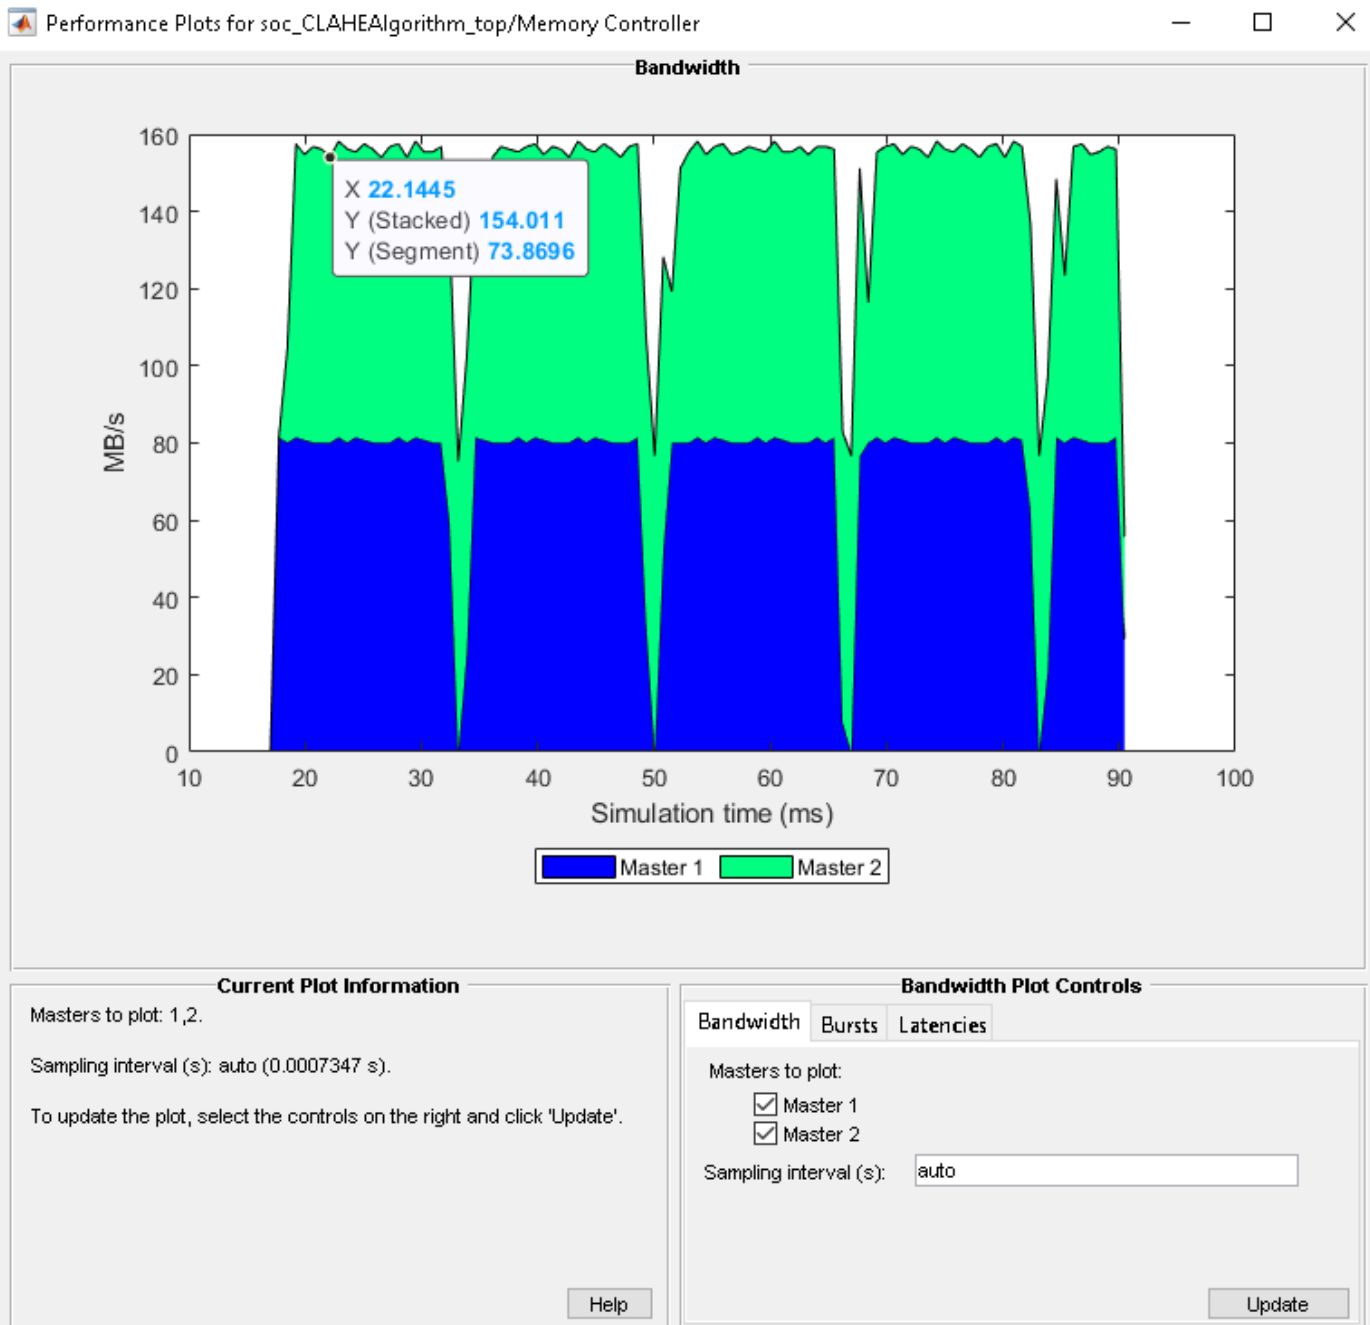 Performance Plots for soc_CLAHEAlgorithm_top/Memory Controller
Bandwidth
160
140
120
100
80
60
40
20
0
MB/s
X 22.1445
Y (Stacked) 154.011
Y (Segment) 73.8696
10 20 30 40 50 60 70 80 90 100
Simulation time (ms)
Master 1 Master 2
Current Plot Information
Masters to plot: 1,2.
Sampling interval (s): auto (0.0007347 s).
To update the plot, select the controls on the right and click 'Update'.
Help
Bandwidth Plot Controls
Bandwidth Bursts Latencies
Masters to plot:
Master 1
Master 2
Sampling interval (s): auto
Update